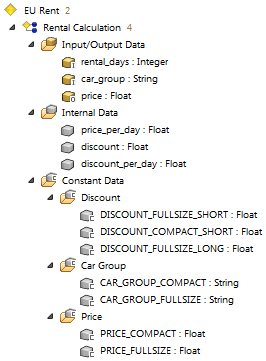 EU Rent 2
Rental Calculation 4
Input/Output Data
rental_days : Integer
car_group : String
price : Float
Internal Data
price_per_day : Float
discount : Float
discount_per_day : Float
Constant Data
Discount
DISCOUNT_FULLSIZE_SHORT : Float
DISCOUNT_COMPACT_SHORT : Float
DISCOUNT_FULLSIZE_LONG : Float
Car Group
CAR_GROUP_COMPACT : String
CAR_GROUP_FULLSIZE : String
Price
PRICE_COMPACT : Float
PRICE_FULLSIZE : Float